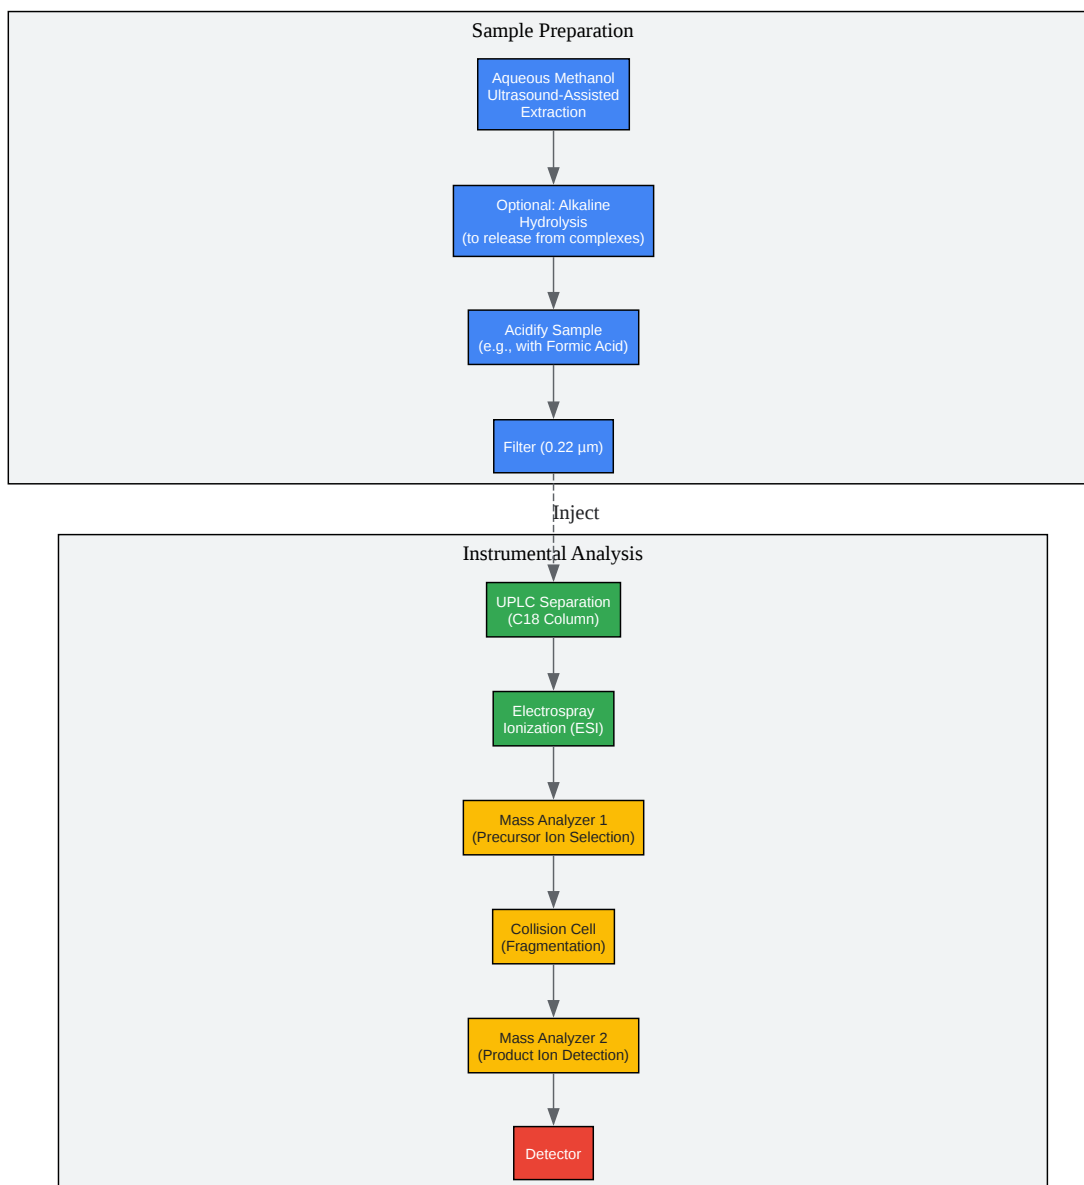 Sample Preparation
Aqueous Methanol
Ultrasound-Assisted
Extraction
Optional: Alkaline
Hydrolysis
(to release from complexes)
Acidify Sample
(e.g., with Formic Acid)
Filter (0.22 µm)
Inject
Instrumental Analysis
UPLC Separation
(C18 Column)
Electrospray
Ionization (ESI)
Mass Analyzer 1
(Precursor Ion Selection)
Collision Cell
(Fragmentation)
Mass Analyzer 2
(Product Ion Detection)
Detector